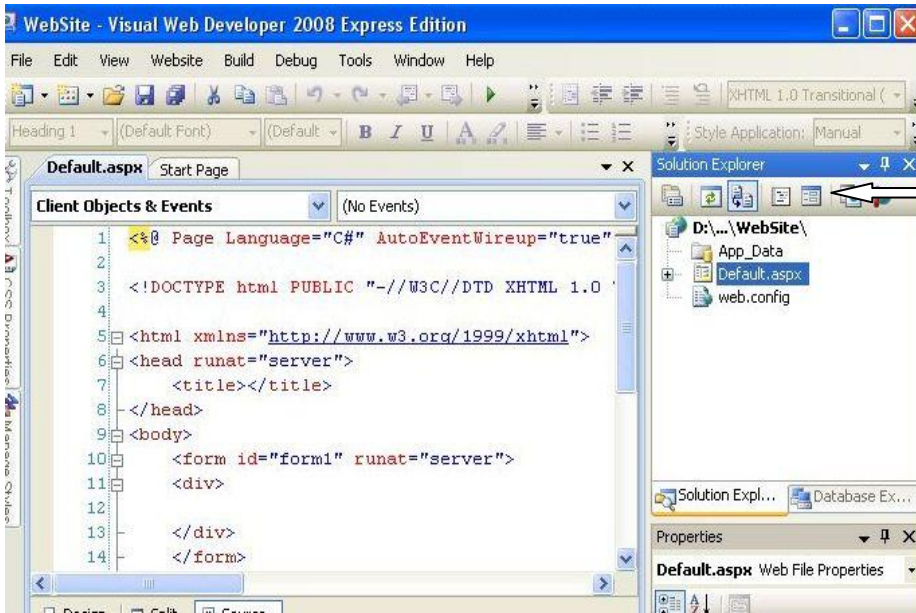 WebSite - Visual Web Developer 2008 Express Edition
File Edit View Website Build Debug Tools Window Help
XHTML 1.0 Transitional (
Heading 1 (Default Font) (Default B I U A Style Application: Manual
Toolbox
CSS Properties
Manage Styles
Default.aspx Start Page
Client Objects & Events (No Events)
1 <%@ Page Language="C#" AutoEventWireup="true"
2
3 <!DOCTYPE html PUBLIC "-//W3C//DTD XHTML 1.0
4
5 <html xmlns="http://www.w3.org/1999/xhtml">
6 <head runat="server">
7 <title></title>
8 </head>
9 <body>
10 <form id="form1" runat="server">
11 <div>
12
13 </div>
14 </form>
Design Split Source
Solution Explorer
D:\...\WebSite\
App_Data
Default.aspx
web.config
Solution Expl... Database Ex...
Properties
Default.aspx Web File Properties